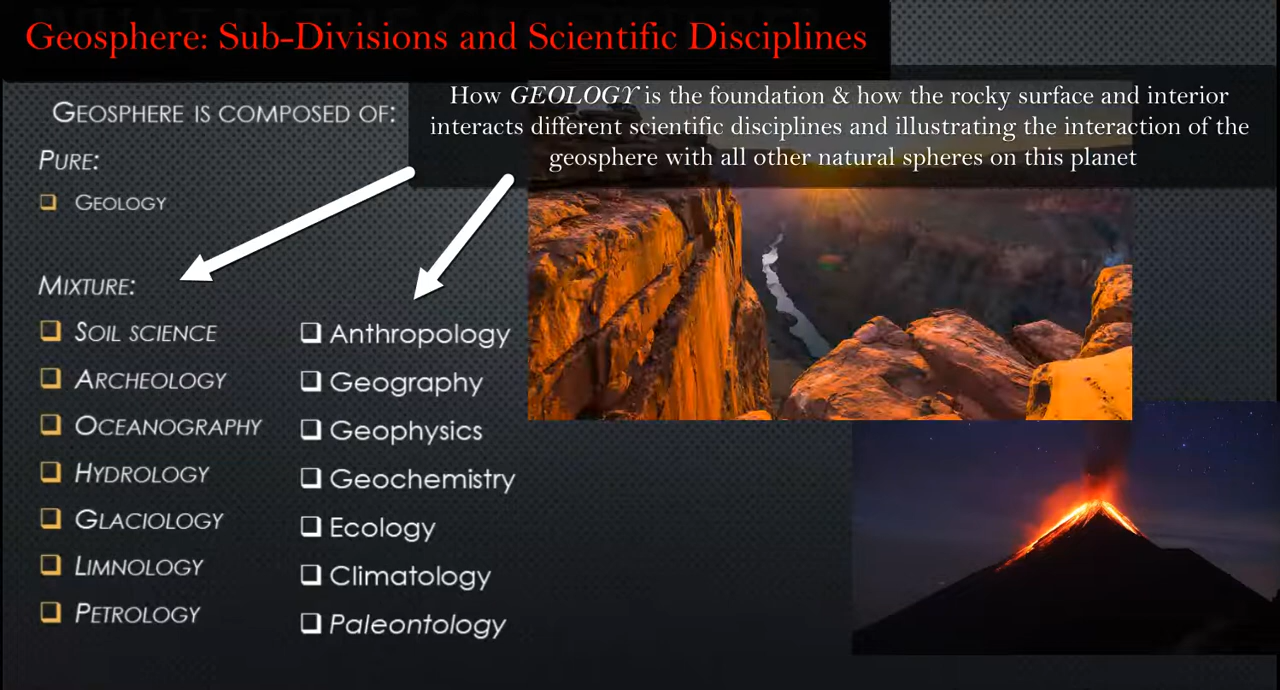 Geosphere: Sub-Divisions and Scientific Disciplines
GEOSPHERE IS COMPOSED OF:
How GEOLOGY is the foundation & how the rocky surface and interior
interacts different scientific disciplines and illustrating the interaction of the
geosphere with all other natural spheres on this planet
PURE:
GEOLOGY
MIXTURE:
SOIL SCIENCE
ARCHEOLOGY
OCEANOGRAPHY
HYDROLOGY
GLACIOLOGY
LIMNOLOGY
PETROLOGY
Anthropology
Geography
Geophysics
Geochemistry
Ecology
Climatology
Paleontology